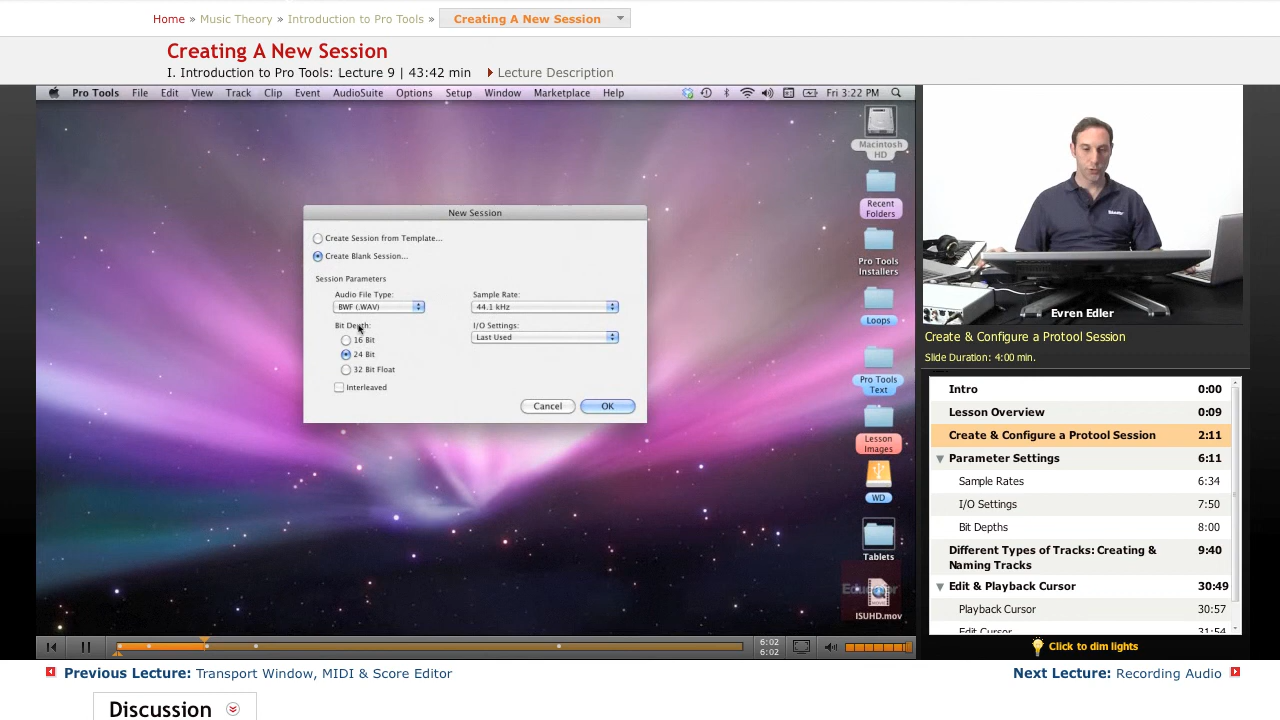 Home » Music Theory » Introduction to Pro Tools » Creating A New Session
Creating A New Session
I. Introduction to Pro Tools: Lecture 9 | 43:42 min Lecture Description
Pro Tools File Edit View Track Clip Event AudioSuite Options Setup Window Marketplace Help Fri 3:22 PM
Macintosh
HD
Recent
Folders
Pro Tools
Installers
Loops
Pro Tools
Text
Lesson
Images
WD
Tablets
ISUHD.mov
New Session
Create Session from Template...
Create Blank Session...
Session Parameters
Audio File Type: Sample Rate:
BWF (.WAV) 44.1 kHz
Bit Depth: I/O Settings:
16 Bit Last Used
24 Bit
32 Bit Float
Interleaved
Cancel OK
Evren Edler
Create & Configure a Protool Session
Slide Duration: 4:00 min.
Intro 0:00
Lesson Overview 0:09
Create & Configure a Protool Session 2:11
Parameter Settings 6:11
Sample Rates 6:34
I/O Settings 7:50
Bit Depths 8:00
Different Types of Tracks: Creating & 9:40
Naming Tracks
Edit & Playback Cursor 30:49
Playback Cursor 30:57
Edit Cursor 31:54
6:02
6:02
Click to dim lights
Previous Lecture: Transport Window, MIDI & Score Editor
Next Lecture: Recording Audio
Discussion